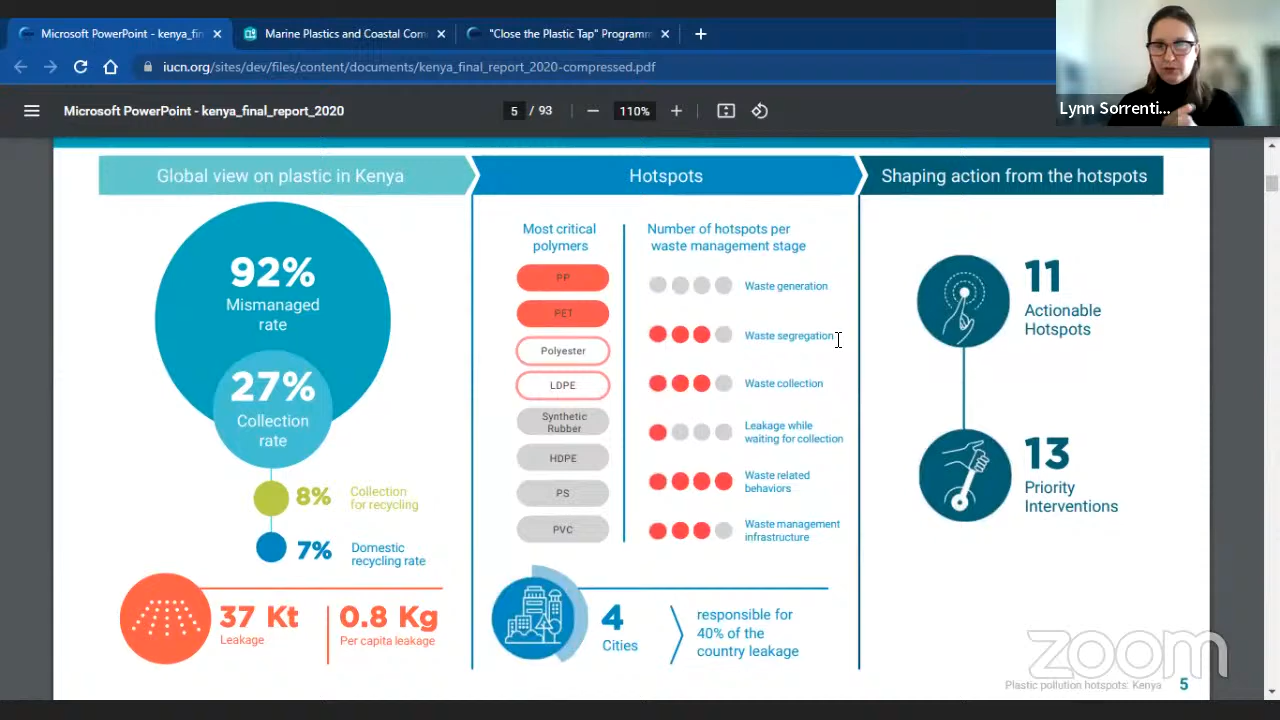 Microsoft PowerPoint - kenya_fin
Marine Plastics and Coastal Com
"Close the Plastic Tap" Programm
iucn.org/sites/dev/files/content/documents/kenya_final_report_2020-compressed.pdf
Microsoft PowerPoint - kenya_final_report_2020
5 / 93
110%
Lynn Sorrenti...
Global view on plastic in Kenya
92%
Mismanaged
rate
27%
Collection
rate
8%
Collection
for recycling
7%
Domestic
recycling rate
37 Kt
Leakage
0.8 Kg
Per capita leakage
Hotspots
Most critical
polymers
PP
PET
Polyester
LDPE
Synthetic
Rubber
HDPE
PS
PVC
Number of hotspots per
waste management stage
Waste generation
Waste segregation
Waste collection
Leakage while
waiting for collection
Waste related
behaviors
Waste management
infrastructure
4
Cities
responsible for
40% of the
country leakage
Shaping action from the hotspots
11
Actionable
Hotspots
13
Priority
Interventions
zoom
Plastic pollution hotspots: Kenya 5